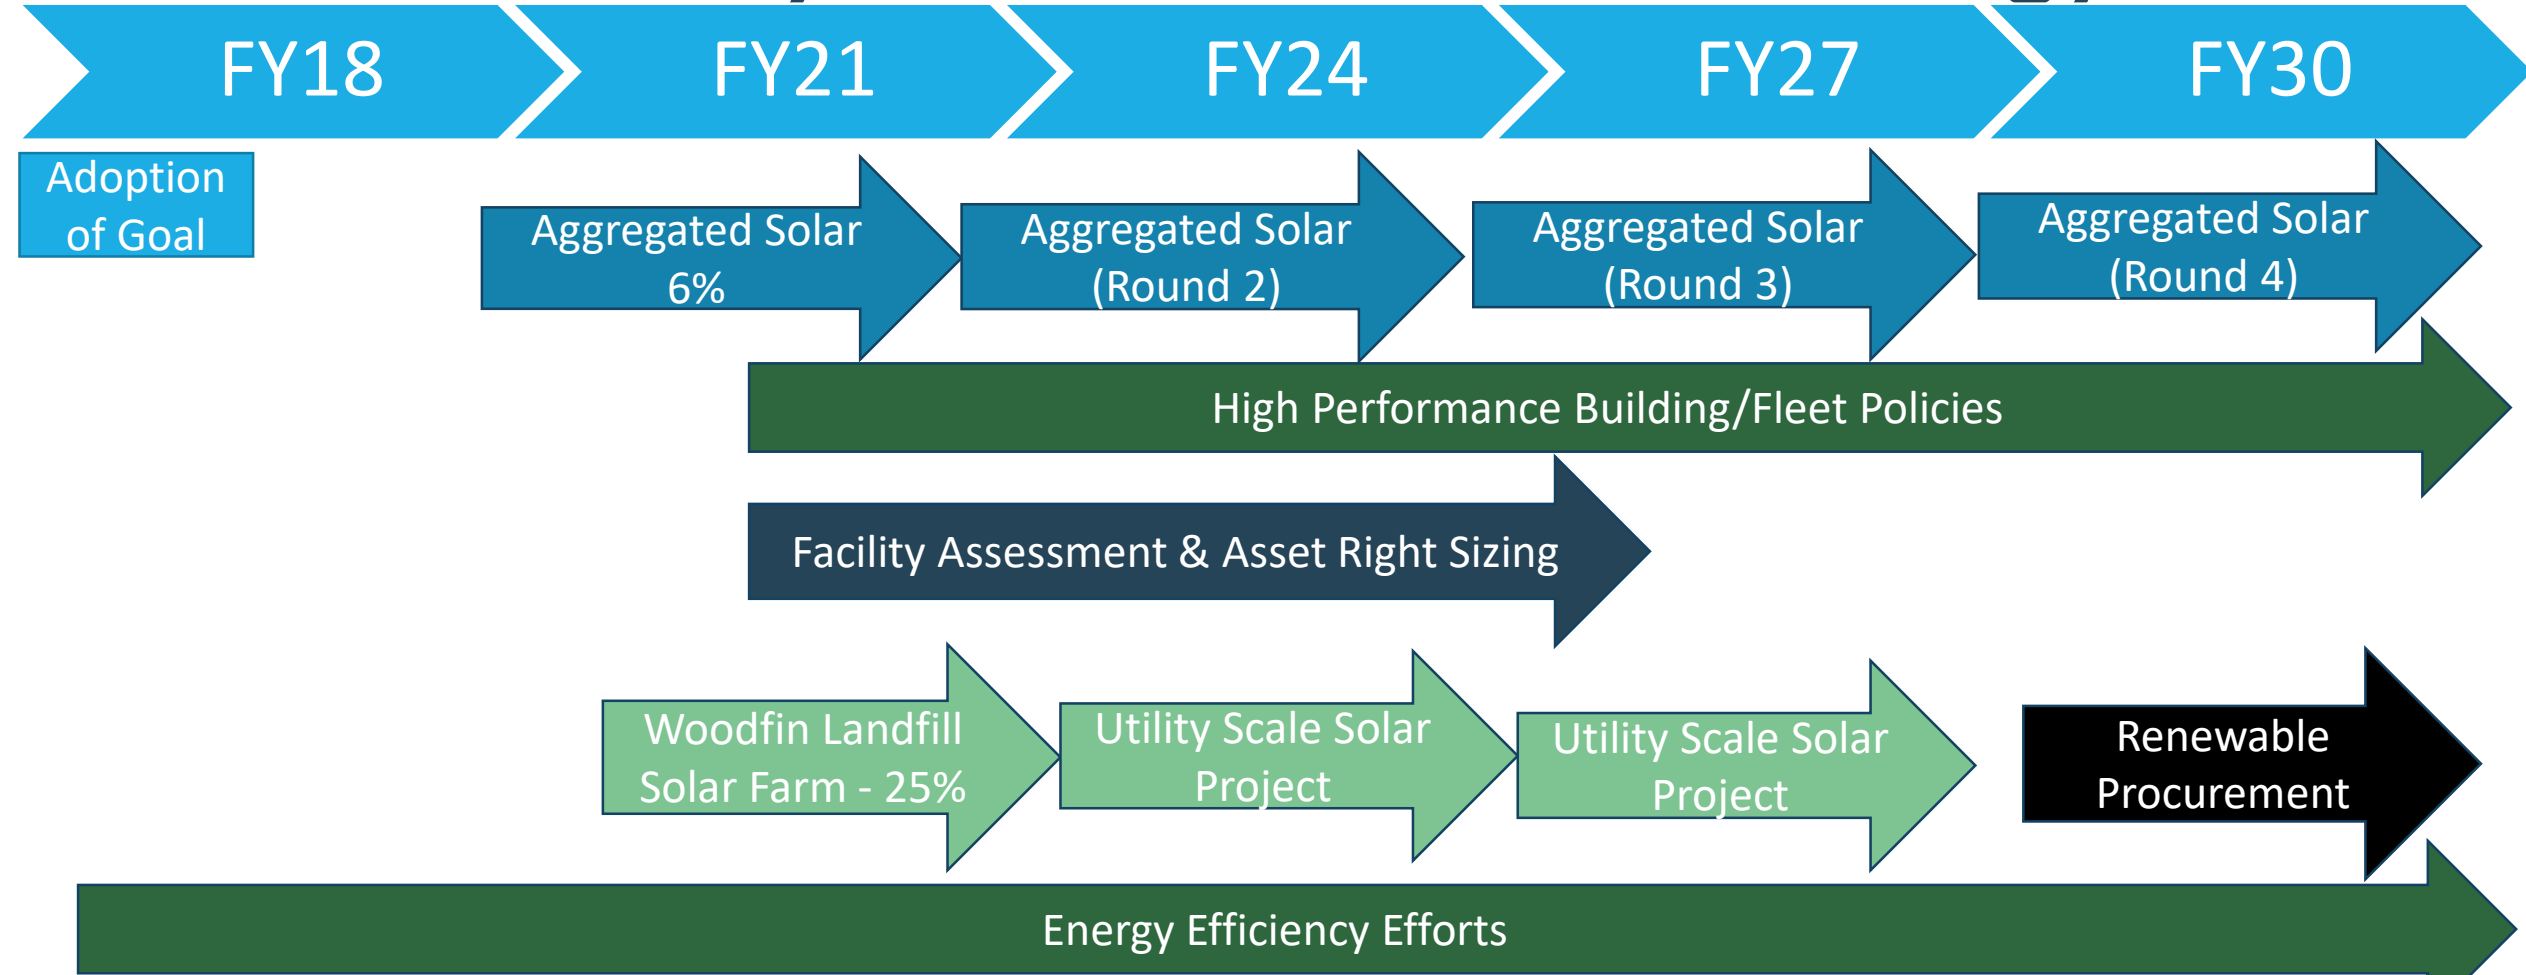 FY18
FY21
FY24
FY27
FY30
Adoption
of Goal
Aggregated Solar
6%
Aggregated Solar
(Round 2)
Aggregated Solar
(Round 3)
Aggregated Solar
(Round 4)
High Performance Building/Fleet Policies
Facility Assessment & Asset Right Sizing
Woodfin Landfill
Solar Farm - 25%
Utility Scale Solar
Project
Utility Scale Solar
Project
Renewable
Procurement
Energy Efficiency Efforts